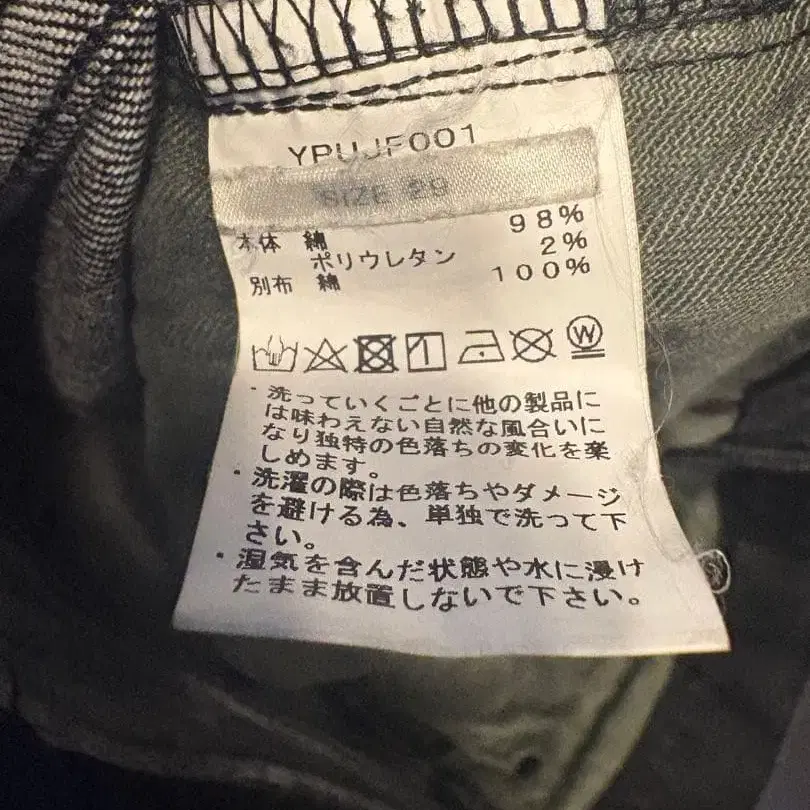 YPUJF001
SIZE 29
本体 綿 98%
ポリウレタン 2%
別布 綿 100%
W
・洗っていくごとに他の製品に
は味わえない自然な風合いに
なり独特の色落ちの変化を楽
しめます。
・洗濯の際は色落ちやダメージ
を避ける為、単独で洗って下
さい。
・湿気を含んだ状態や水に浸け
たまま放置しないで下さい。